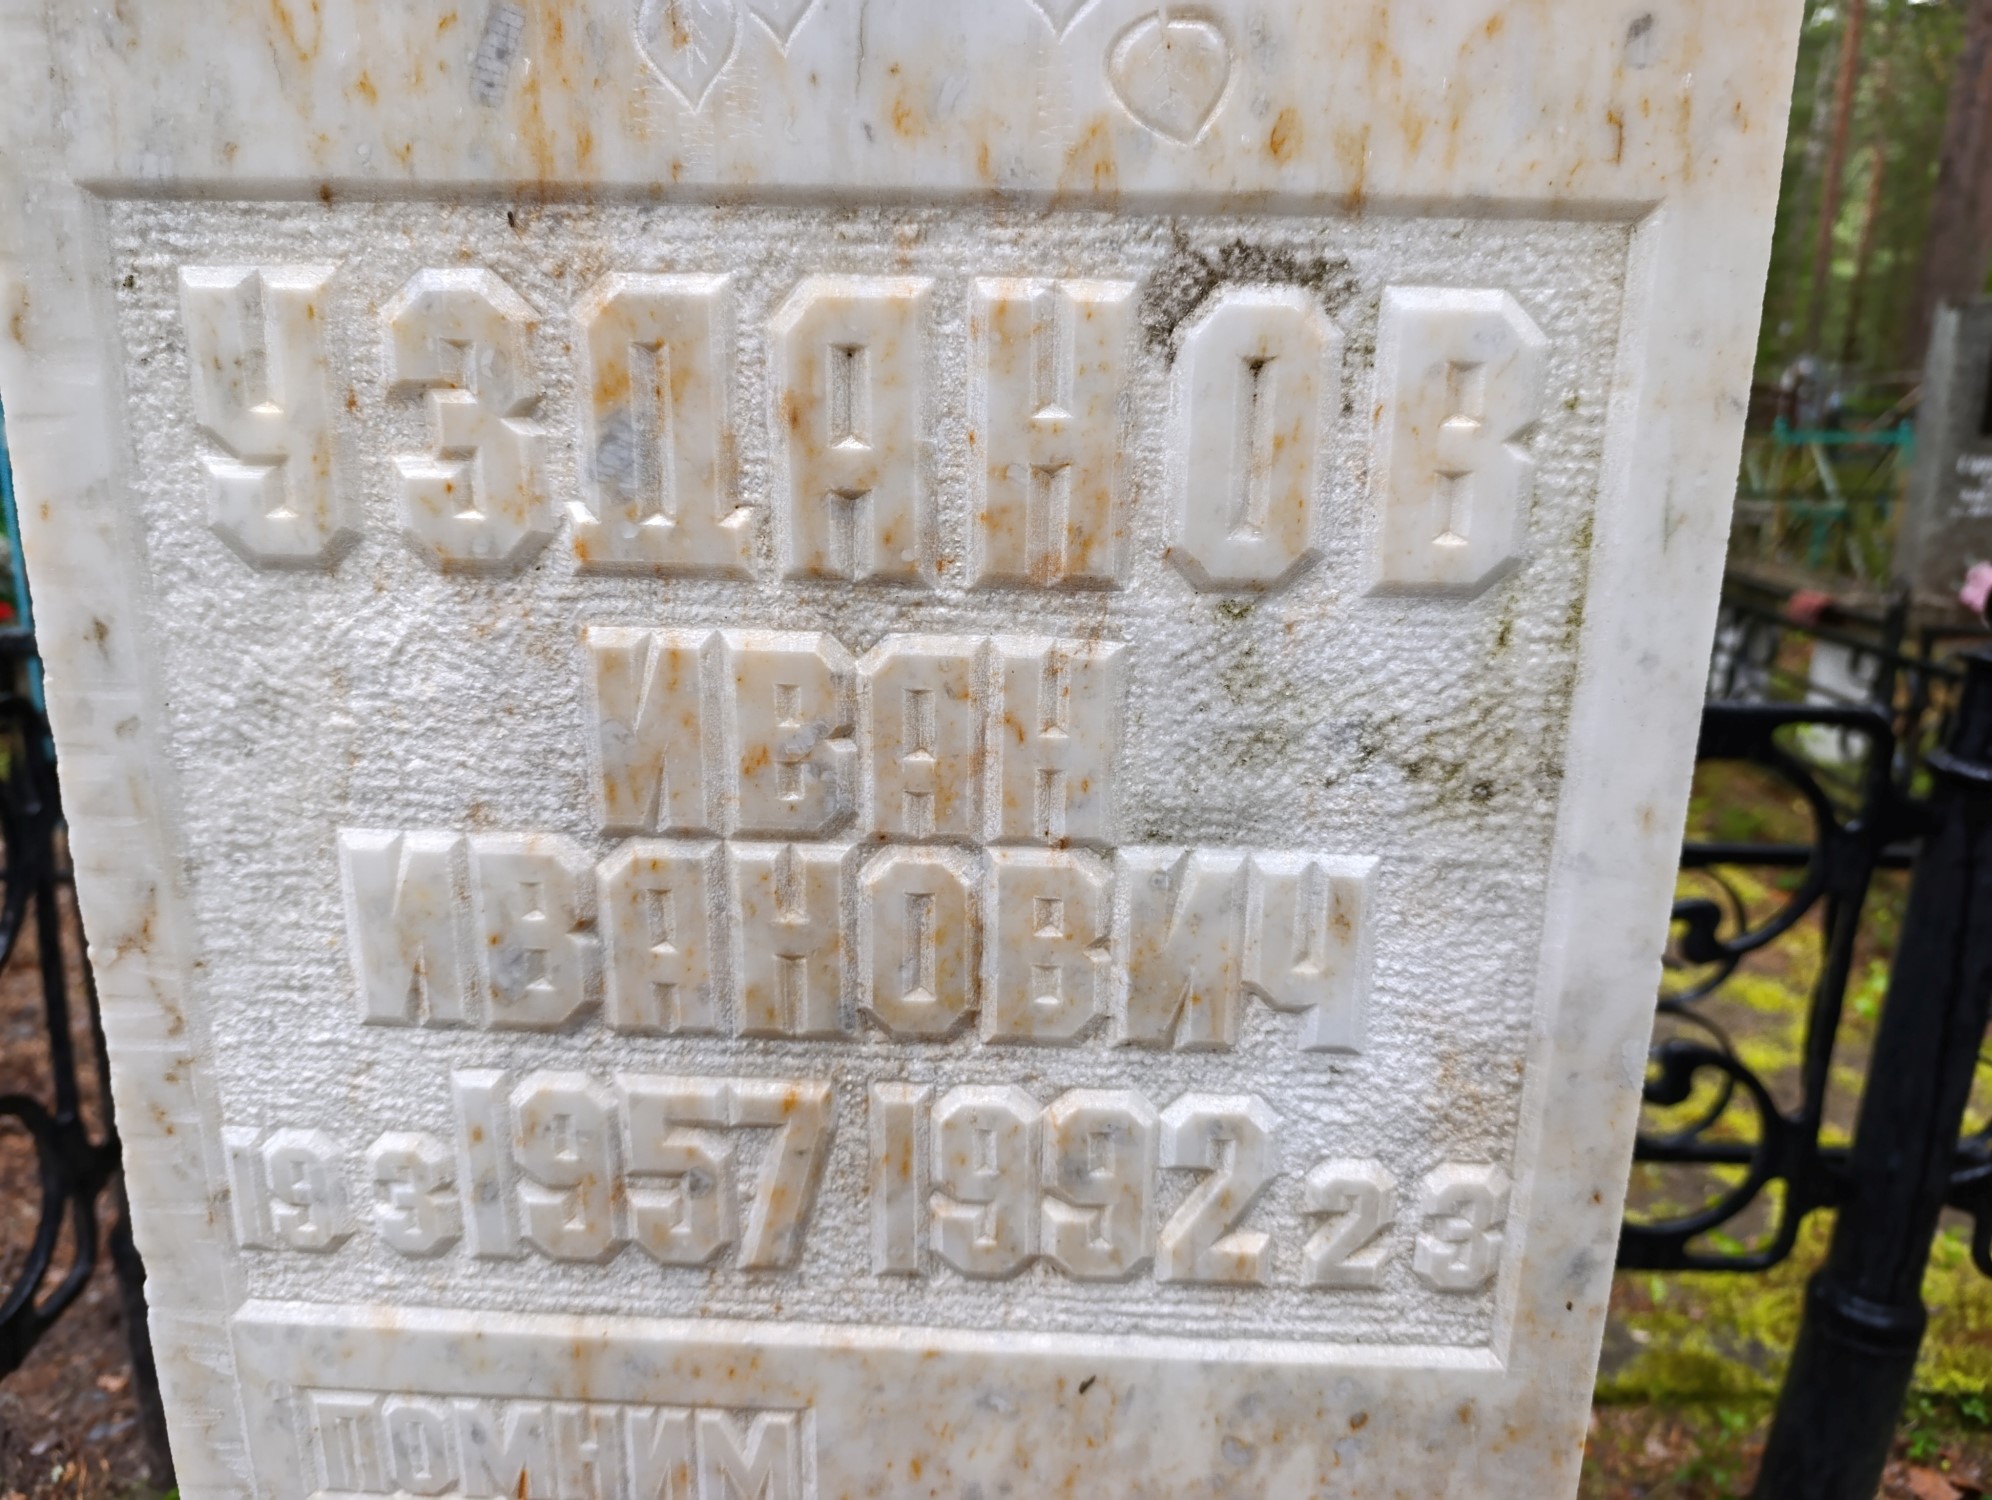 УЗДАНОВ
ИВАН
ИВАНОВИЧ
19 3 1957 1992 2 3
ПОМНИМ